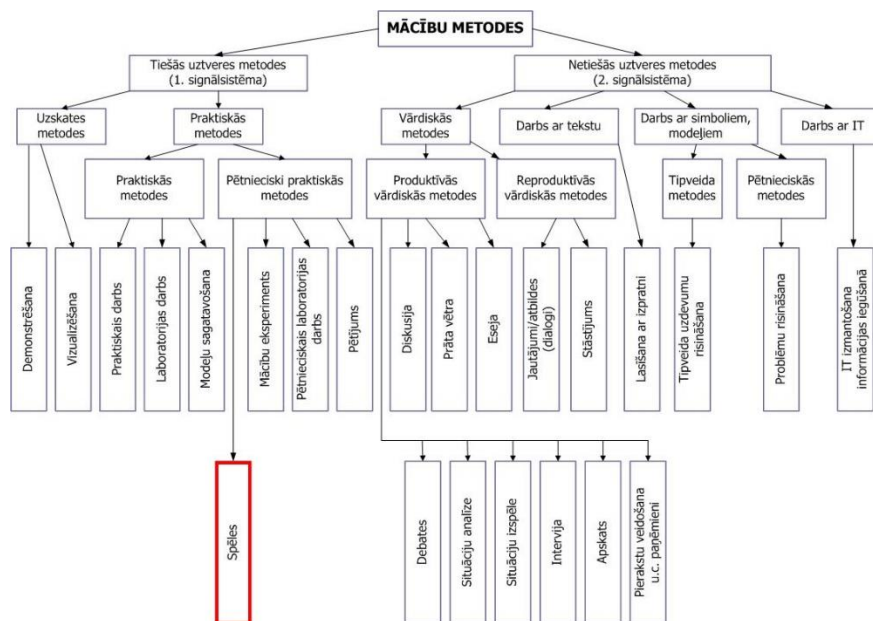 MĀCĪBU METODES
Tiešās uztveres metodes
(1. signālsistēma)
Netiešās uztveres metodes
(2. signālsistēma)
Uzskates
metodes
Praktiskās
metodes
Vārdiskās
metodes
Darbs ar tekstu
Darbs ar simboliem,
modeļiem
Darbs ar IT
Praktiskās
metodes
Pētnieciski praktiskās
metodes
Produktīvās
vārdiskās metodes
Reproduktīvās
vārdiskās metodes
Tipveida
metodes
Pētnieciskās
metodes
Demonstrēšana
Vizualizēšana
Praktiskais darbs
Laboratorijas darbs
Modeļu sagatavošana
Mācību eksperiments
Pētnieciskais laboratorijas
darbs
Pētījums
Diskusija
Prāta vētra
Eseja
Jautājumi/atbildes
(dialogi)
Stāstījums
Lasīšana ar izpratni
Tipveida uzdevumu
risināšana
Problēmu risināšana
IT izmantošana
informācijas iegūšanā
Spēles
Debates
Situāciju analīze
Situāciju izspēle
Intervija
Apskats
Pierakstu veidošana
u.c. paņēmieni